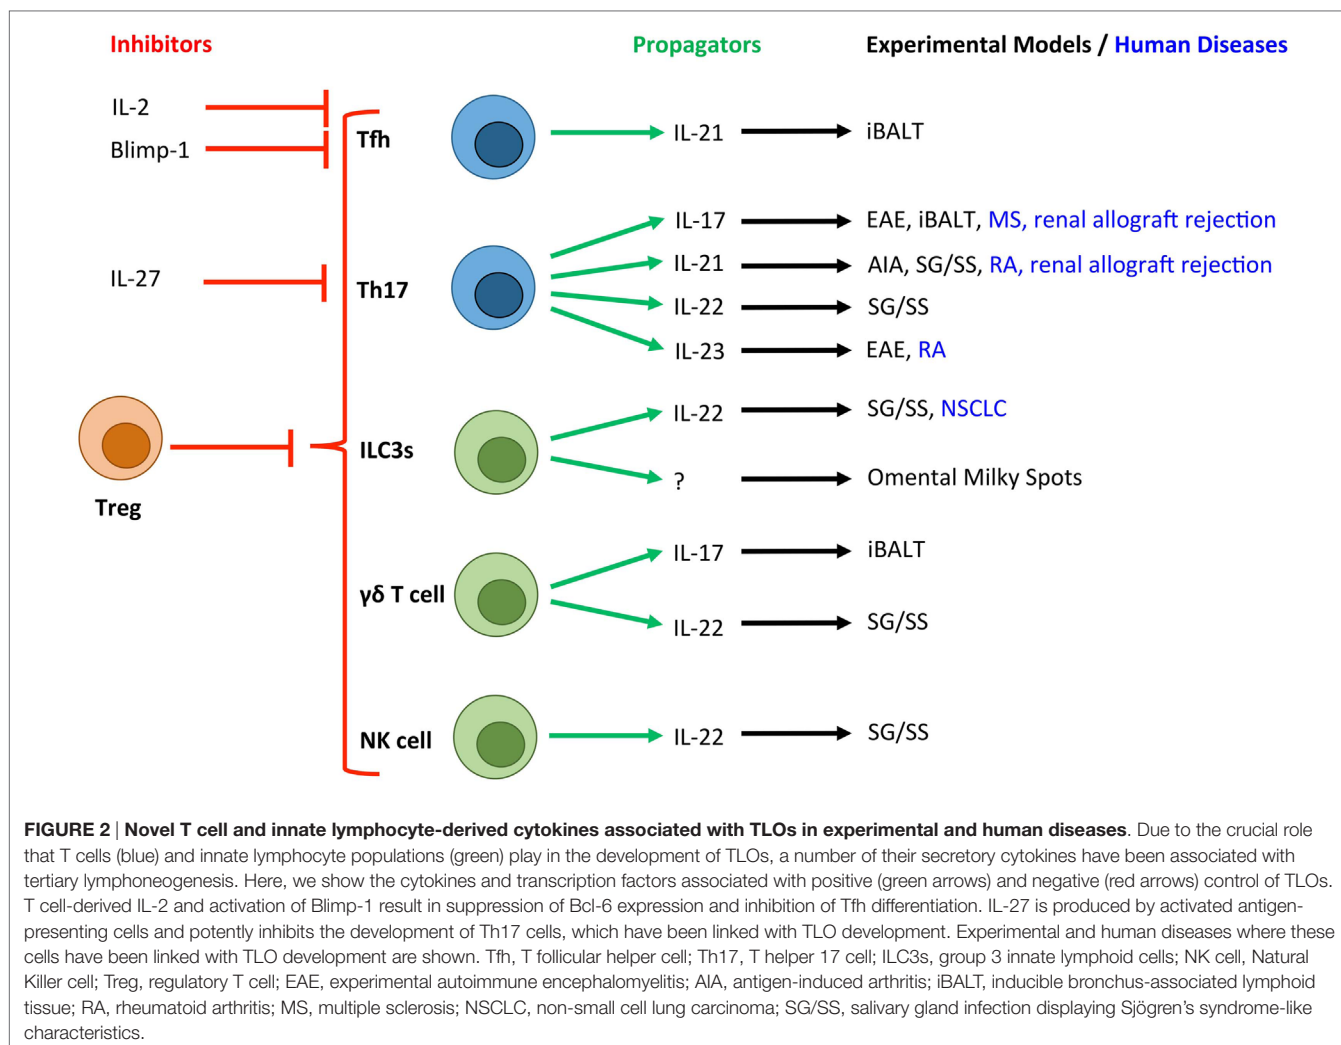 Inhibitors
Propagators
Experimental Models / Human Diseases
IL-2
Blimp-1
Tfh
IL-21
iBALT
IL-27
Th17
IL-17
EAE, iBALT, MS, renal allograft rejection
IL-21
AIA, SG/SS, RA, renal allograft rejection
IL-22
SG/SS
IL-23
EAE, RA
Treg
ILC3s
IL-22
SG/SS, NSCLC
?
Omental Milky Spots
γδ T cell
IL-17
iBALT
IL-22
SG/SS
NK cell
IL-22
SG/SS
FIGURE 2 | Novel T cell and innate lymphocyte-derived cytokines associated with TLOs in experimental and human diseases. Due to the crucial role
that T cells (blue) and innate lymphocyte populations (green) play in the development of TLOs, a number of their secretory cytokines have been associated with
tertiary lymphoneogenesis. Here, we show the cytokines and transcription factors associated with positive (green arrows) and negative (red arrows) control of TLOs.
T cell-derived IL-2 and activation of Blimp-1 result in suppression of Bcl-6 expression and inhibition of Tfh differentiation. IL-27 is produced by activated antigen-
presenting cells and potently inhibits the development of Th17 cells, which have been linked with TLO development. Experimental and human diseases where these
cells have been linked with TLO development are shown. Tfh, T follicular helper cell; Th17, T helper 17 cell; ILC3s, group 3 innate lymphoid cells; NK cell, Natural
Killer cell; Treg, regulatory T cell; EAE, experimental autoimmune encephalomyelitis; AIA, antigen-induced arthritis; iBALT, inducible bronchus-associated lymphoid
tissue; RA, rheumatoid arthritis; MS, multiple sclerosis; NSCLC, non-small cell lung carcinoma; SG/SS, salivary gland infection displaying Sjögren's syndrome-like
characteristics.